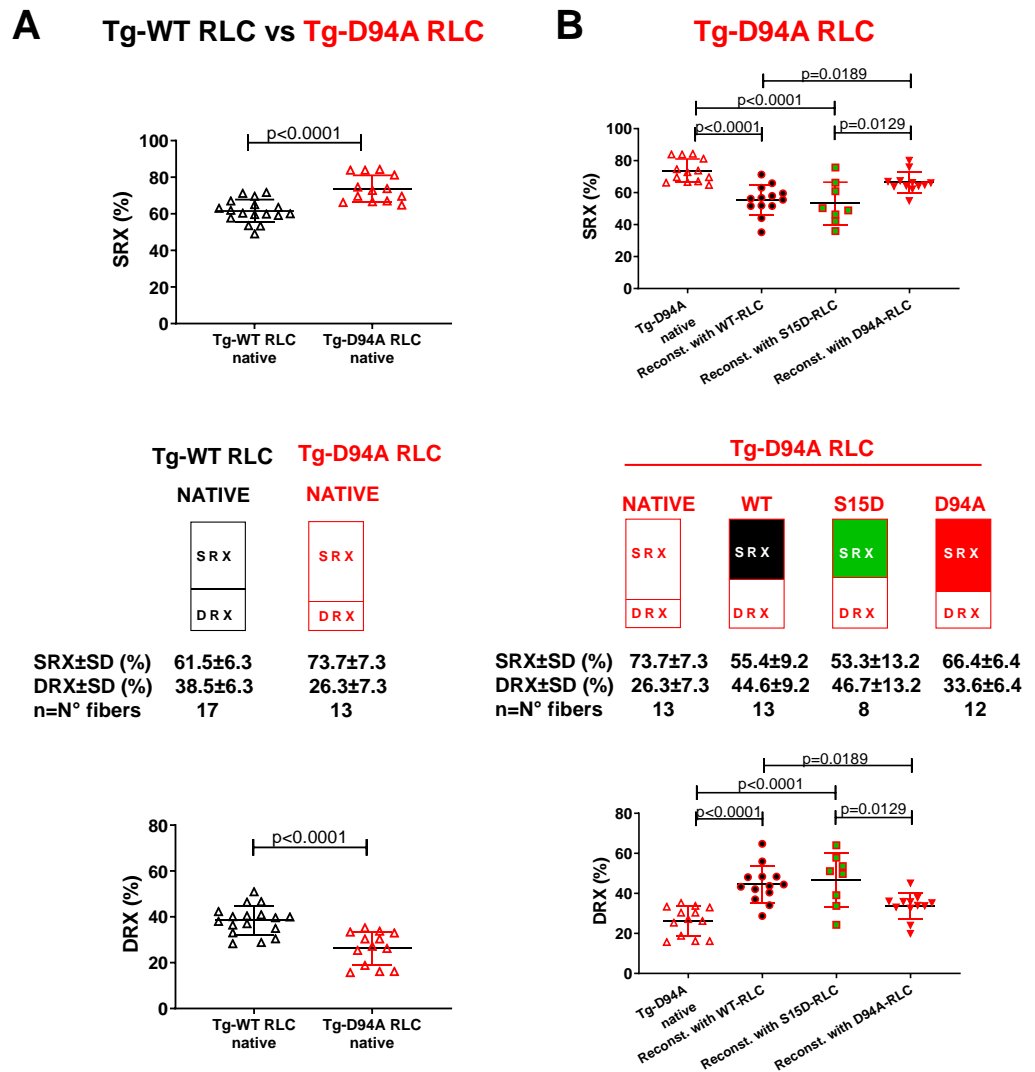 A
Tg-WT RLC vs Tg-D94A RLC
p<0.0001
100
80
60
40
20
0
SRX (%)
Tg-WT RLC
native
Tg-D94A RLC
native
Tg-WT RLC
NATIVE
Tg-D94A RLC
NATIVE
SRX
DRX
SRX
DRX
SRX±SD (%) 61.5±6.3 73.7±7.3
DRX±SD (%) 38.5±6.3 26.3±7.3
n=N° fibers 17 13
p<0.0001
80
60
40
20
0
DRX (%)
Tg-WT RLC
native
Tg-D94A RLC
native
B
Tg-D94A RLC
p=0.0189
p<0.0001
p<0.0001
p=0.0129
100
80
60
40
20
0
SRX (%)
Tg-D94A
native
Reconst. with WT-RLC
Reconst. with S15D-RLC
Reconst. with D94A-RLC
Tg-D94A RLC
NATIVE WT S15D D94A
SRX SRX SRX SRX
DRX DRX DRX DRX
SRX±SD (%) 73.7±7.3 55.4±9.2 53.3±13.2 66.4±6.4
DRX±SD (%) 26.3±7.3 44.6±9.2 46.7±13.2 33.6±6.4
n=N° fibers 13 13 8 12
p=0.0189
p<0.0001
p<0.0001
p=0.0129
80
60
40
20
0
DRX (%)
Tg-D94A
native
Reconst. with WT-RLC
Reconst. with S15D-RLC
Reconst. with D94A-RLC